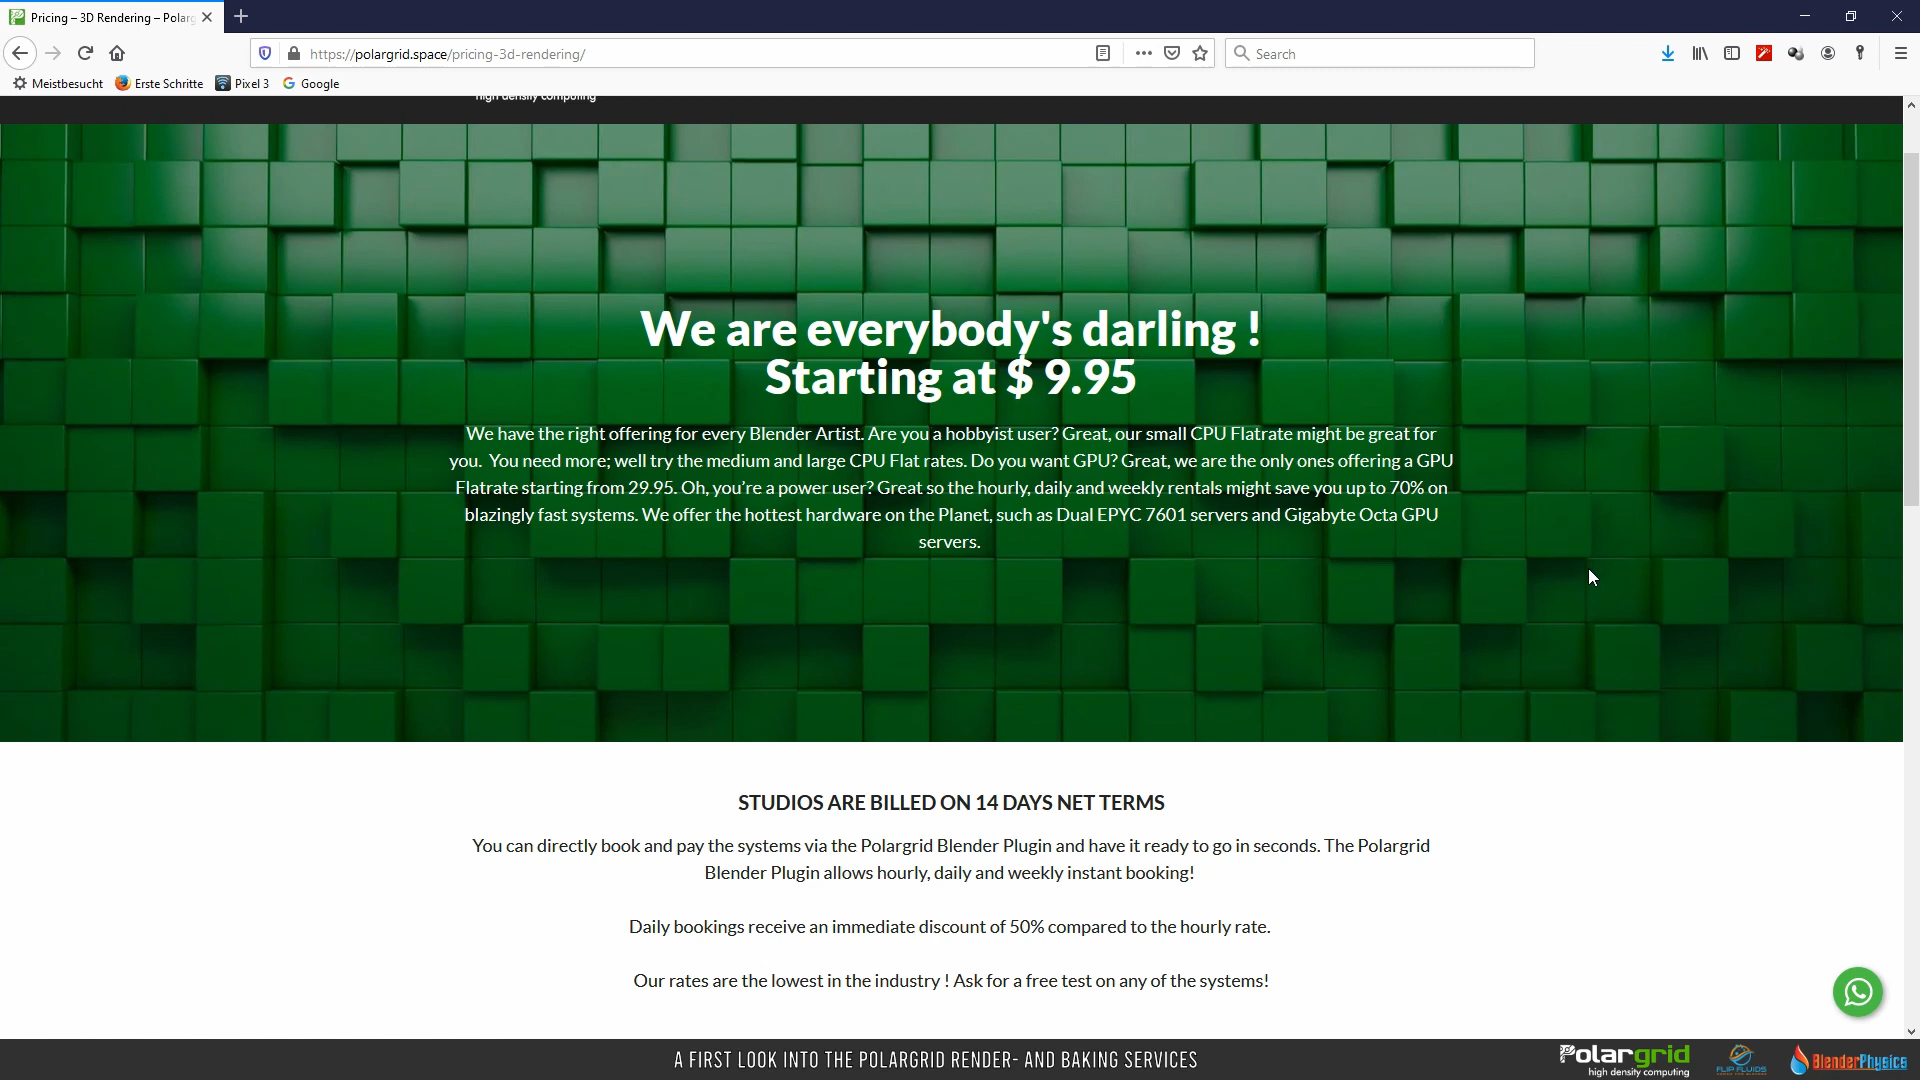 Pricing – 3D Rendering – Polarg
https://polargrid.space/pricing-3d-rendering/
Search
Meistbesucht
Erste Schritte
Pixel 3
Google
high density computing
We are everybody's darling !
Starting at $ 9.95
We have the right offering for every Blender Artist. Are you a hobbyist user? Great, our small CPU Flatrate might be great for
you. You need more; well try the medium and large CPU Flat rates. Do you want GPU? Great, we are the only ones offering a GPU
Flatrate starting from 29.95. Oh, you’re a power user? Great so the hourly, daily and weekly rentals might save you up to 70% on
blazingly fast systems. We offer the hottest hardware on the Planet, such as Dual EPYC 7601 servers and Gigabyte Octa GPU
servers.
STUDIOS ARE BILLED ON 14 DAYS NET TERMS
You can directly book and pay the systems via the Polargrid Blender Plugin and have it ready to go in seconds. The Polargrid
Blender Plugin allows hourly, daily and weekly instant booking!
Daily bookings receive an immediate discount of 50% compared to the hourly rate.
Our rates are the lowest in the industry ! Ask for a free test on any of the systems!
A FIRST LOOK INTO THE POLARGRID RENDER- AND BAKING SERVICES
Polargrid
high density computing
FLIP FLUIDS
BlenderPhysics